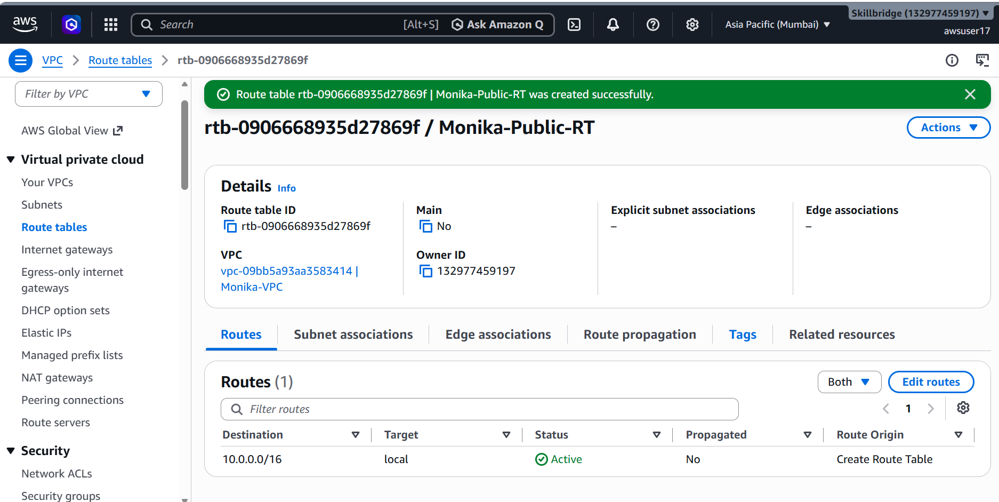 aws
Search
[Alt+S]
Ask Amazon Q
Asia Pacific (Mumbai)
Skillbridge (132977459197)
awsuser17
VPC
Route tables
rtb-0906668935d27869f
Filter by VPC
AWS Global View
Virtual private cloud
Your VPCs
Subnets
Route tables
Internet gateways
Egress-only internet
gateways
DHCP option sets
Elastic IPs
Managed prefix lists
NAT gateways
Peering connections
Route servers
Security
Network ACLs
Security groups
Route table rtb-0906668935d27869f | Monika-Public-RT was created successfully.
rtb-0906668935d27869f / Monika-Public-RT
Actions
Details Info
Route table ID
rtb-0906668935d27869f
Main
No
Explicit subnet associations
–
Edge associations
–
VPC
vpc-09bb5a93aa3583414 |
Monika-VPC
Owner ID
132977459197
Routes
Subnet associations
Edge associations
Route propagation
Tags
Related resources
Routes (1)
Both
Edit routes
Filter routes
1
Destination
Target
Status
Propagated
Route Origin
10.0.0.0/16
local
Active
No
Create Route Table